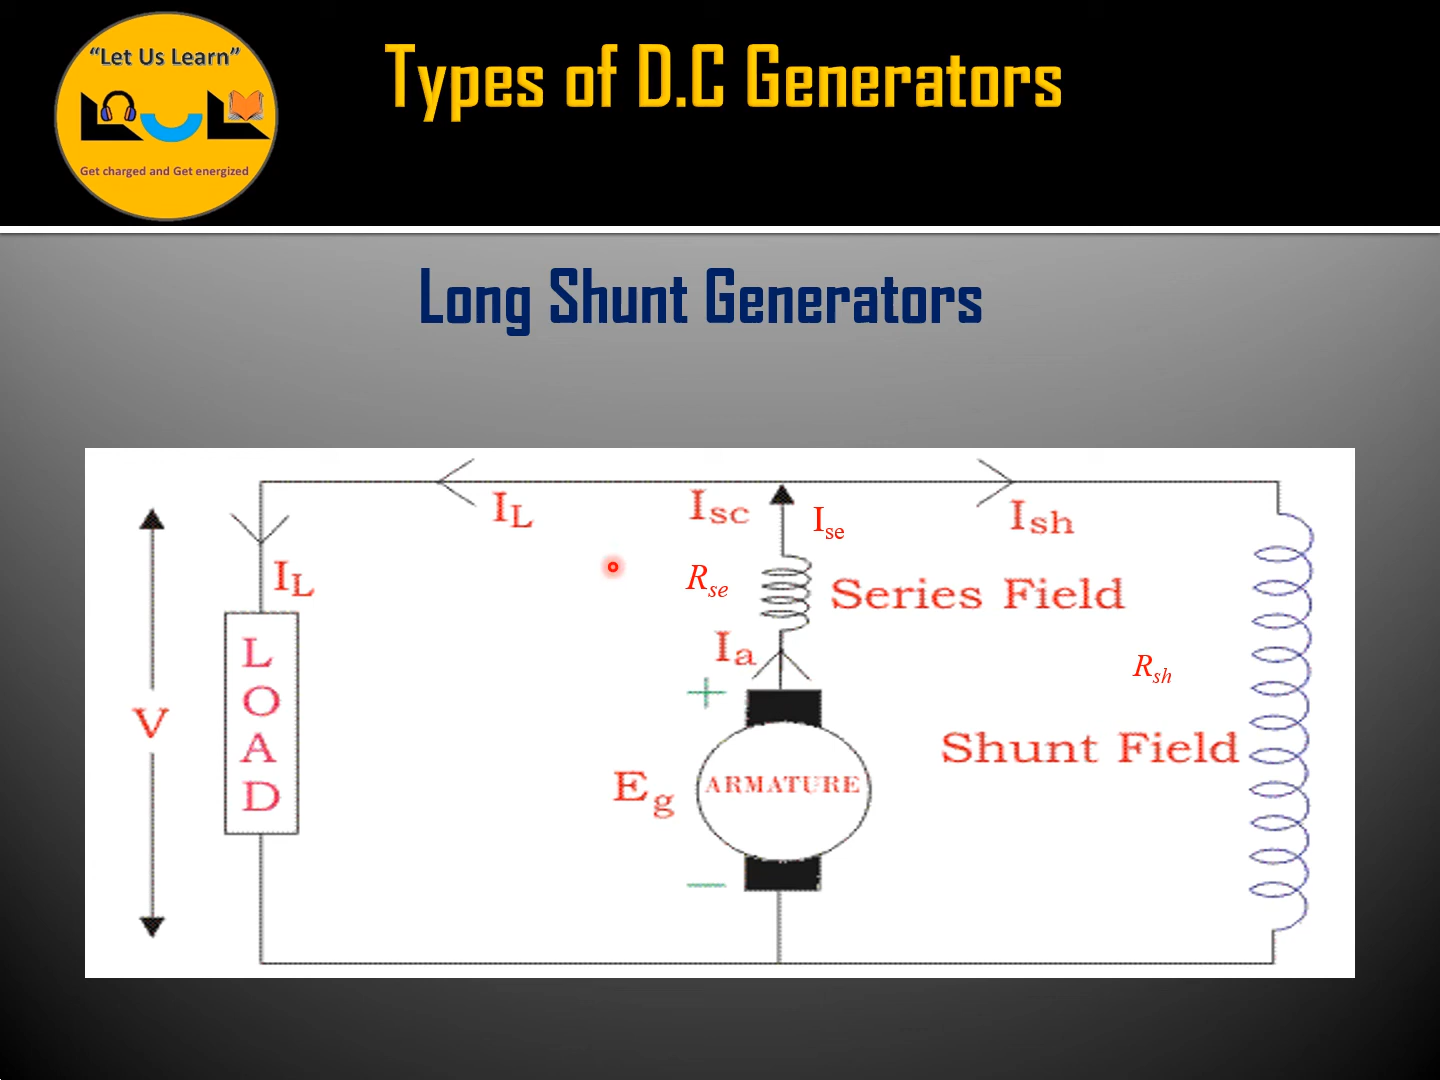 “Let Us Learn”
Get charged and Get energized
Types of D.C Generators
Long Shunt Generators
IL
Isc
Ise
Ish
IL
Rse
Series Field
Ia
Rsh
+
V
LOAD
Shunt Field
Eg
ARMATURE
−